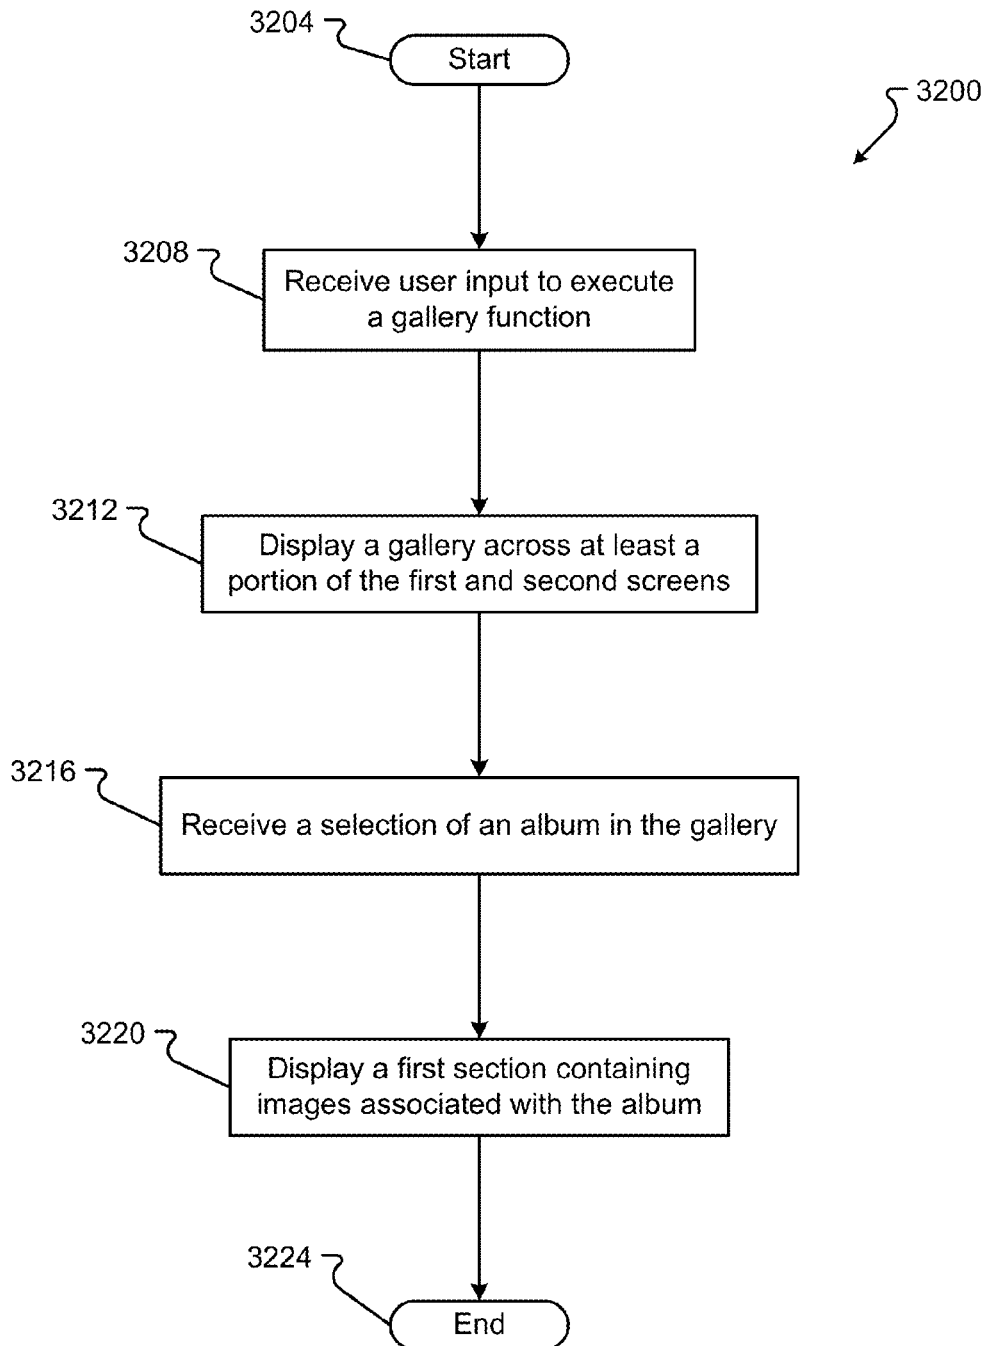 3204
Start
3200
3208
Receive user input to execute
a gallery function
3212
Display a gallery across at least a
portion of the first and second screens
3216
Receive a selection of an album in the gallery
3220
Display a first section containing
images associated with the album
3224
End